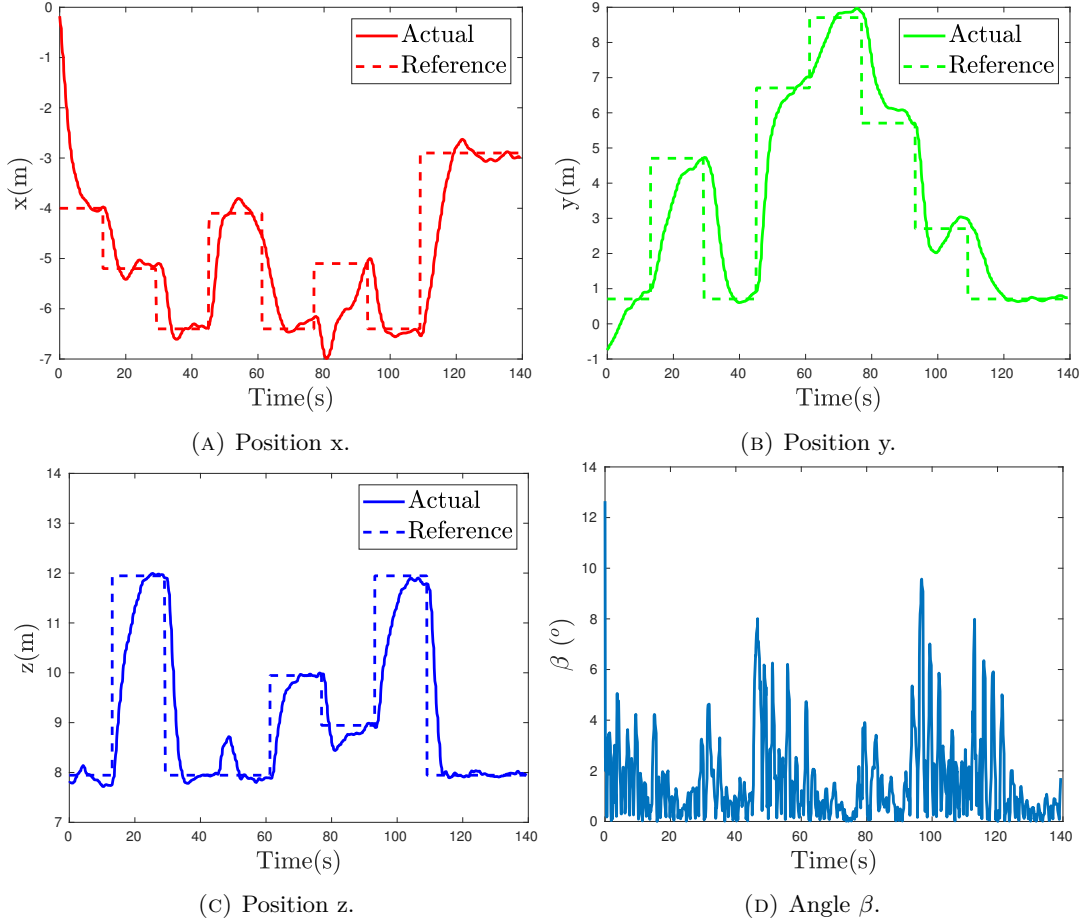 0
-1
-2
-3
-4
-5
-6
-7
x(m)
Actual
Reference
0 20 40 60 80 100 120 140
Time(s)
(A) Position x.
9
8
7
6
5
4
3
2
1
0
-1
y(m)
Actual
Reference
0 20 40 60 80 100 120 140
Time(s)
(B) Position y.
14
13
12
11
10
9
8
7
z(m)
Actual
Reference
0 20 40 60 80 100 120 140
Time(s)
(C) Position z.
14
12
10
8
6
4
2
0
β (°)
0 20 40 60 80 100 120 140
Time(s)
(D) Angle β.